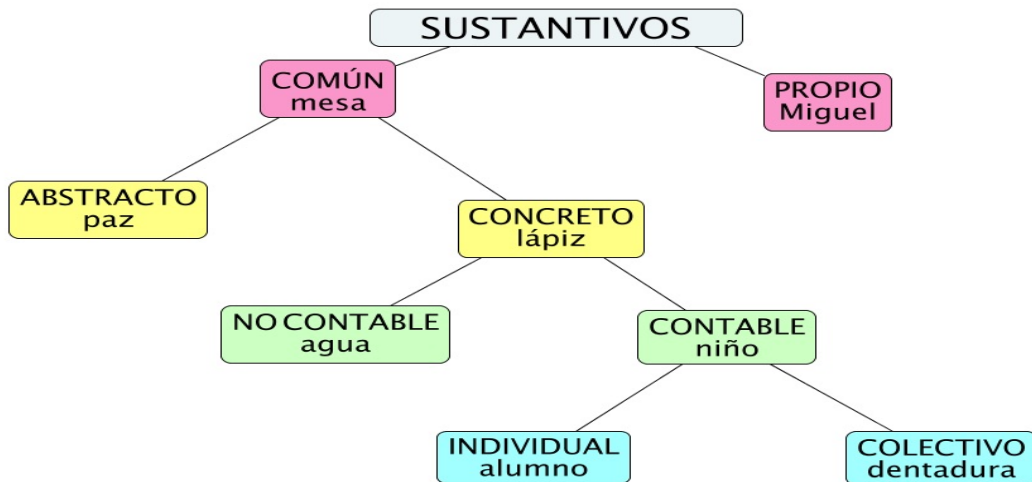 SUSTANTIVOS
COMÚN
mesa
PROPIO
Miguel
ABSTRACTO
paz
CONCRETO
lápiz
NO CONTABLE
agua
CONTABLE
niño
INDIVIDUAL
alumno
COLECTIVO
dentadura